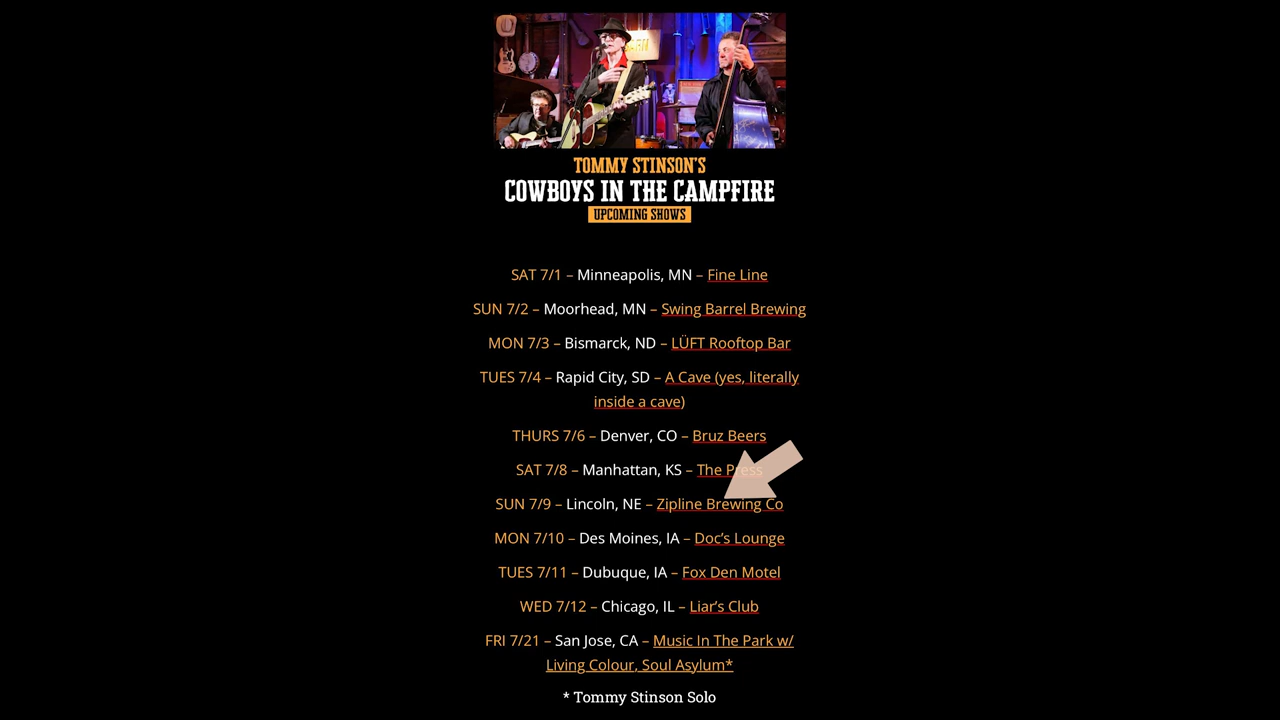 TOMMY STINSON'S
COWBOYS IN THE CAMPFIRE
UPCOMING SHOWS
SAT 7/1 – Minneapolis, MN – Fine Line
SUN 7/2 – Moorhead, MN – Swing Barrel Brewing
MON 7/3 – Bismarck, ND – LÜFT Rooftop Bar
TUES 7/4 – Rapid City, SD – A Cave (yes, literally
inside a cave)
THURS 7/6 – Denver, CO – Bruz Beers
SAT 7/8 – Manhattan, KS – The Press
SUN 7/9 – Lincoln, NE – Zipline Brewing Co
MON 7/10 – Des Moines, IA – Doc's Lounge
TUES 7/11 – Dubuque, IA – Fox Den Motel
WED 7/12 – Chicago, IL – Liar's Club
FRI 7/21 – San Jose, CA – Music In The Park w/
Living Colour, Soul Asylum*
* Tommy Stinson Solo